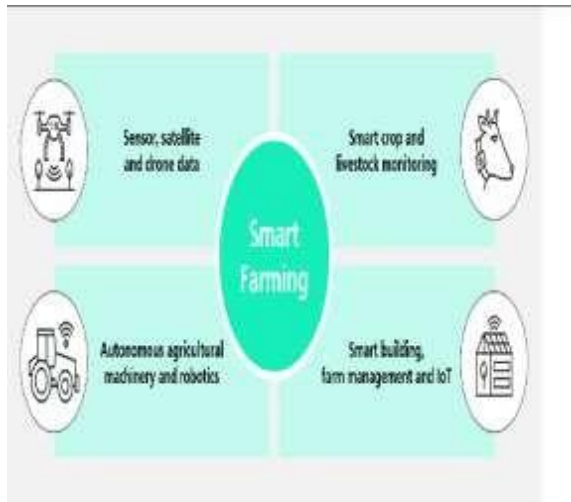 Sensor, satellite
and drone data
Smart crop and
livestock monitoring
Smart
Farming
Autonomous agricultural
machinery and robotics
Smart building,
farm management and IoT